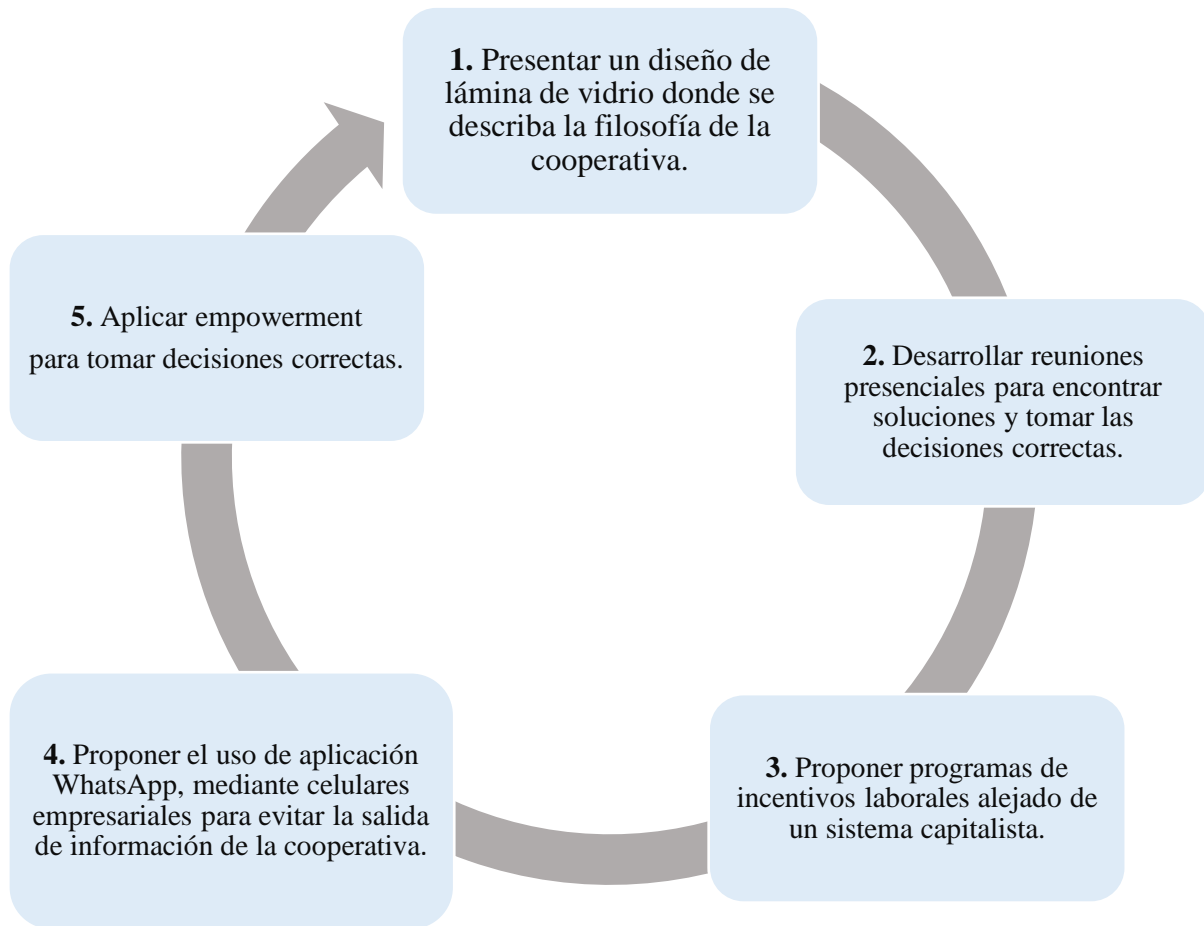 1. Presentar un diseño de
lámina de vidrio donde se
describa la filosofía de la
cooperativa.
2. Desarrollar reuniones
presenciales para encontrar
soluciones y tomar las
decisiones correctas.
3. Proponer programas de
incentivos laborales alejado de
un sistema capitalista.
4. Proponer el uso de aplicación
WhatsApp, mediante celulares
empresariales para evitar la salida
de información de la cooperativa.
5. Aplicar empowerment
para tomar decisiones correctas.